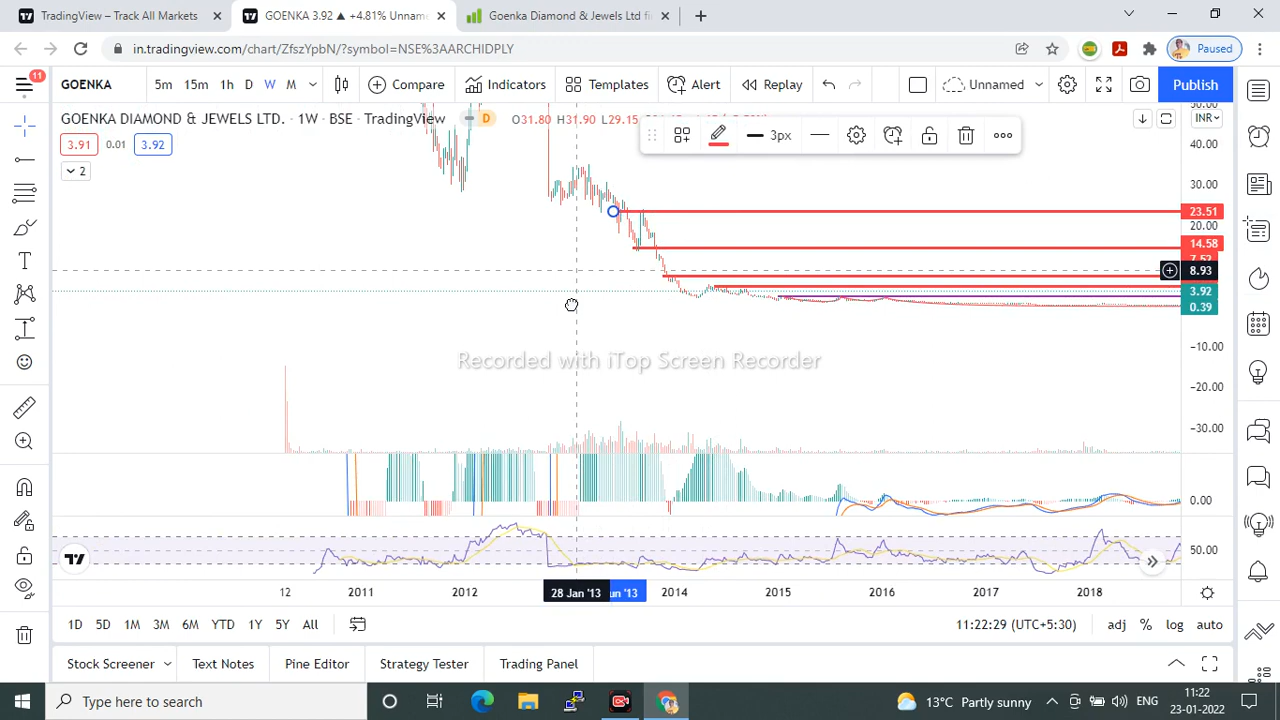 TradingView – Track All Markets
GOENKA 3.92 ▲ +4.81% Unnam
Goenka Diamond & Jewels Ltd fi
in.tradingview.com/chart/ZfszYpbN/?symbol=NSE%3AARCHIDPLY
Paused
11
GOENKA
5m 15m 1h D W M
Compare
Indicators
Templates
Alert
Replay
Unnamed
Publish
GOENKA DIAMOND & JEWELS LTD. · 1W · BSE · TradingView
D
O31.80 H31.90 L29.15
INR
3.91 0.01 3.92
3px
2
50.00
40.00
30.00
23.51
20.00
14.58
7.52
8.93
3.92
0.39
−10.00
−20.00
−30.00
Recorded with iTop Screen Recorder
0.00
50.00
12 2011 2012 28 Jan '13 un '13 2014 2015 2016 2017 2018
1D 5D 1M 3M 6M YTD 1Y 5Y All
11:22:29 (UTC+5:30)
adj % log auto
Stock Screener
Text Notes
Pine Editor
Strategy Tester
Trading Panel
Type here to search
13°C Partly sunny
ENG
11:22
23-01-2022